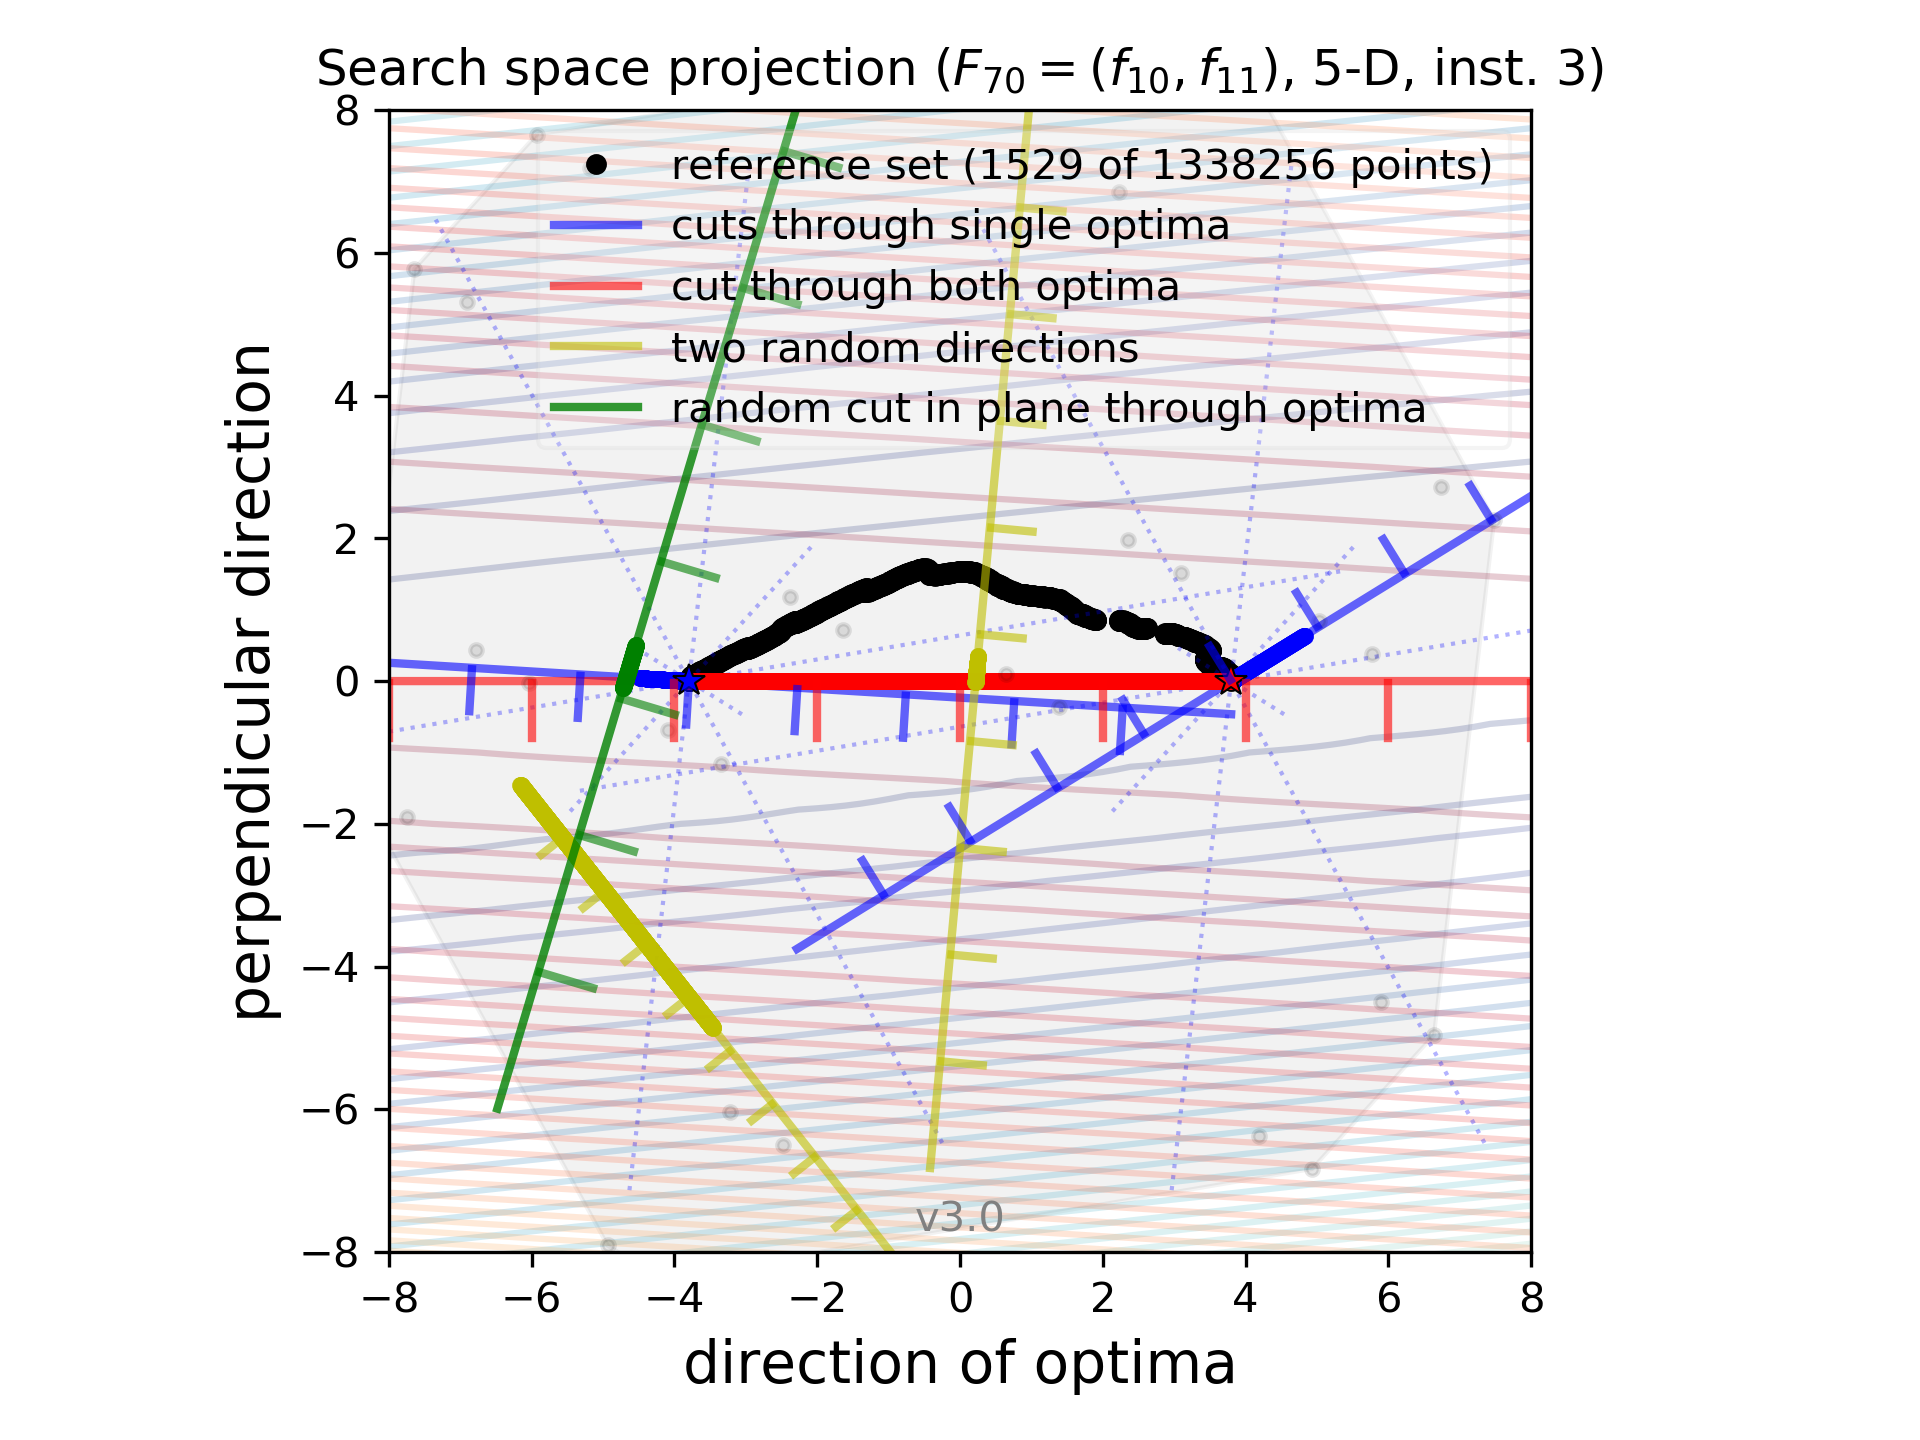 Search space projection (F70 = (f10, f11), 5-D, inst. 3)
8
reference set (1529 of 1338256 points)
cuts through single optima
6
cut through both optima
two random directions
4
random cut in plane through optima
2
0
−2
−4
−6
−8
perpendicular direction
v3.0
−8 −6 −4 −2 0 2 4 6 8
direction of optima